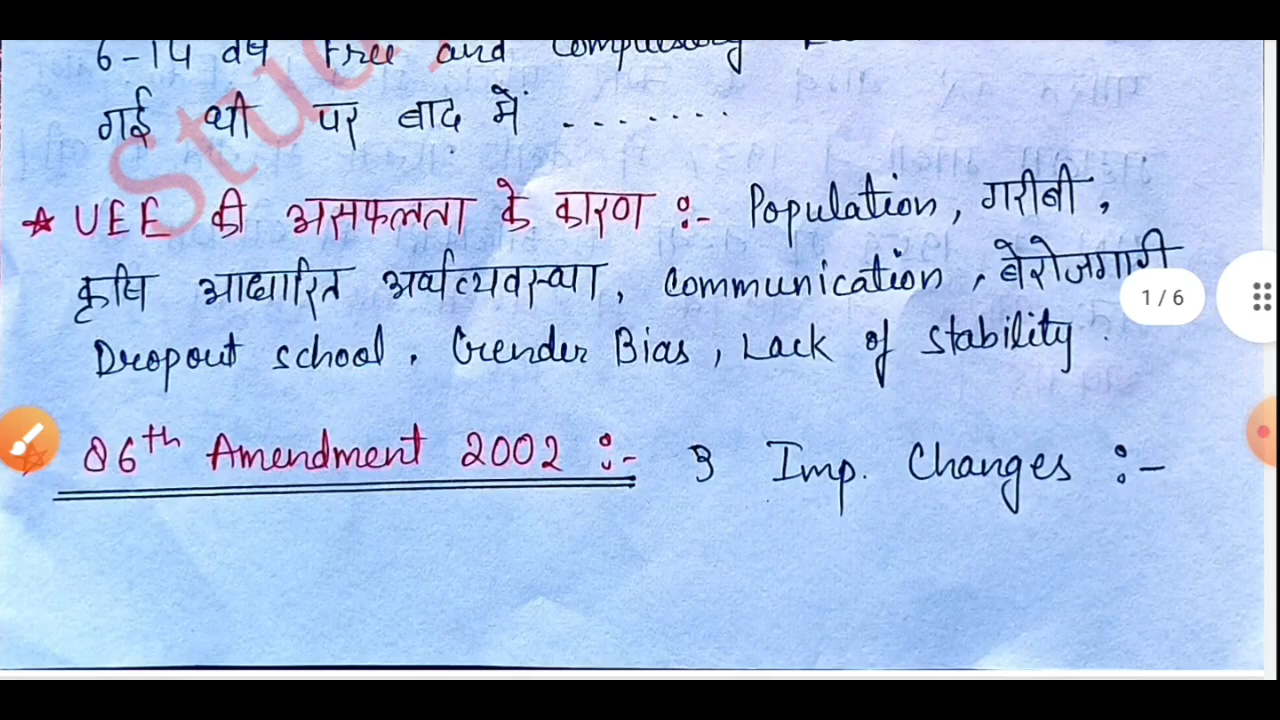 6-14 वर्ष Free and Compulsory
गई थी पर बाद में .......
UEE की असफलता के कारण :- Population, गरीबी,
कृषि आधारित अर्थव्यवस्था, Communication, बेरोजगारी
Dropout school, Gender Bias, Lack of stability.
1/6
86th Amendment 2002 :- 3 Imp. Changes :-